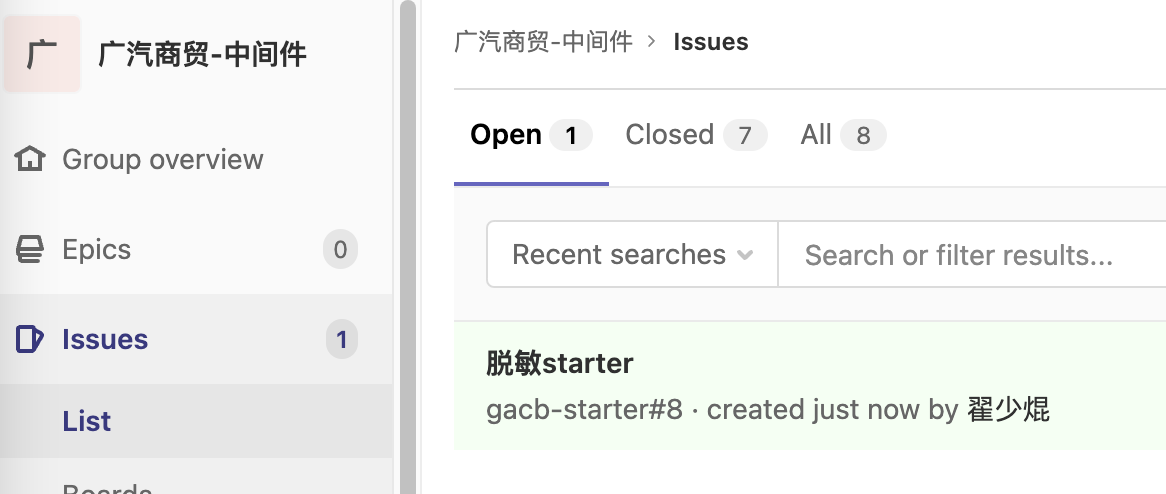 广
广汽商贸-中间件
Group overview
Epics 0
Issues 1
List
Boards
广汽商贸-中间件 › Issues
Open 1 Closed 7 All 8
Recent searches Search or filter results...
脱敏starter
gacb-starter#8 · created just now by 翟少焜